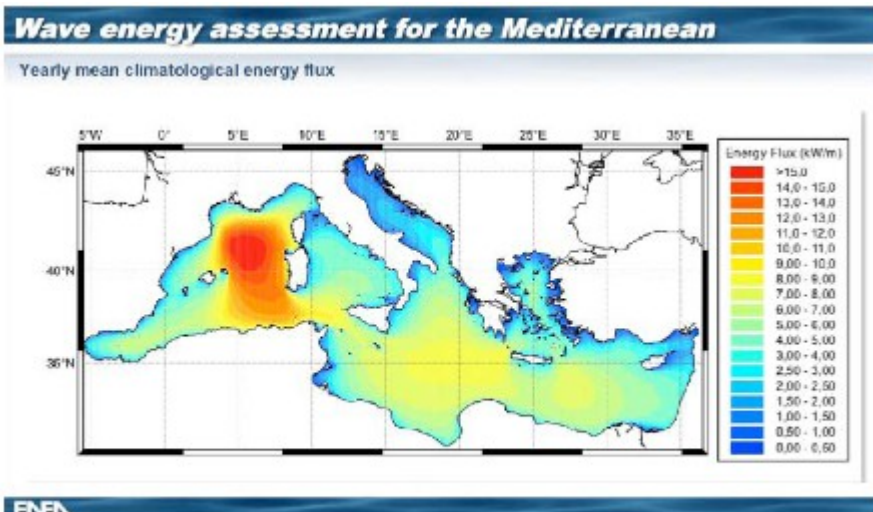 Wave energy assessment for the Mediterranean
Yearly mean climatological energy flux
5°W 0° 5°E 10°E 15°E 20°E 25°E 30°E 35°E
45°N
40°N
35°N
Energy Flux (kW/m)
>15,0
14,0 - 15,0
13,0 - 14,0
12,0 - 13,0
11,0 - 12,0
10,0 - 11,0
9,00 - 10,0
8,00 - 9,00
7,00 - 8,00
6,00 - 7,00
5,00 - 6,00
4,00 - 5,00
3,00 - 4,00
2,50 - 3,00
2,00 - 2,50
1,50 - 2,00
1,00 - 1,50
0,50 - 1,00
0,00 - 0,50